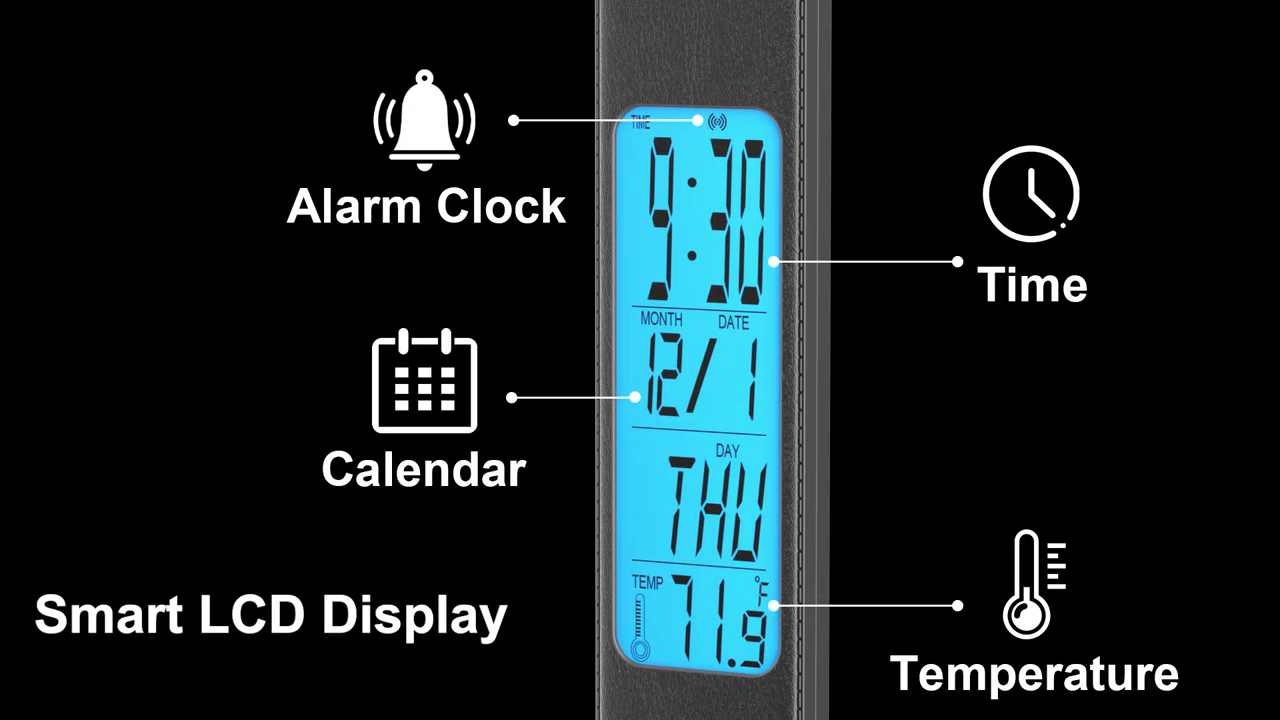 Alarm Clock
Calendar
Smart LCD Display
TIME
9:30
MONTH DATE
12/1
DAY
THU
TEMP
71.9°F
Time
Temperature